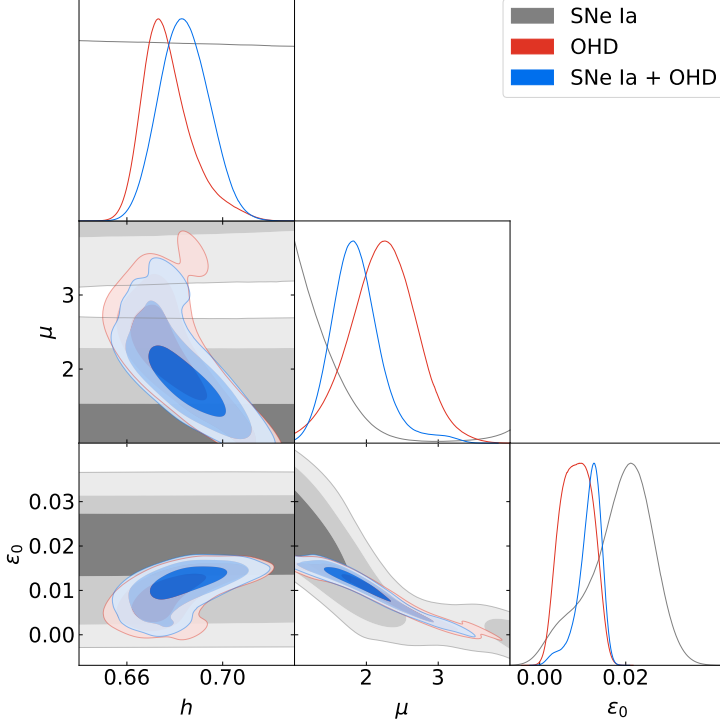 SNe Ia
OHD
SNe Ia + OHD
3
2
μ
0.03
0.02
0.01
0.00
ε₀
0.66 0.70 2 3 0.00 0.02
h μ ε₀